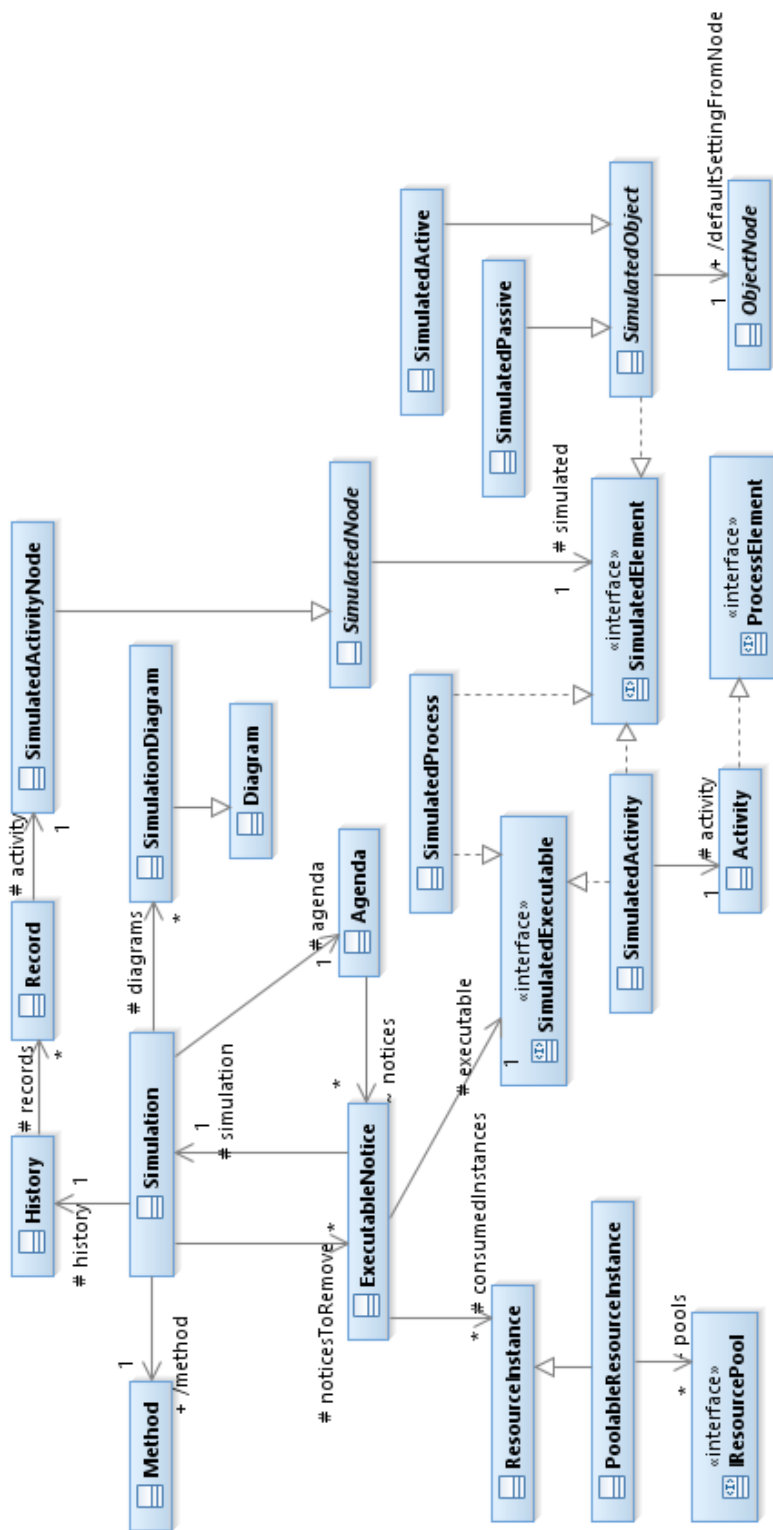 # activity
# records
History
*
Record
1
SimulatedActivityNode
# history
1
1
Method
+ /method
Simulation
# diagrams
*
SimulationDiagram
1
# simulation
Diagram
# noticesToRemove
*
1
# agenda
SimulatedNode
ExecutableNotice
*
~ notices
Agenda
*
# consumedInstances
# executable
SimulatedProcess
SimulatedActive
ResourceInstance
1
«interface»
SimulatedExecutable
1
# simulated
SimulatedPassive
PoolableResourceInstance
SimulatedActivity
«interface»
SimulatedElement
SimulatedObject
*
- pools
1
# activity
1
+ /defaultSettingFromNode
«interface»
IResourcePool
Activity
«interface»
ProcessElement
ObjectNode